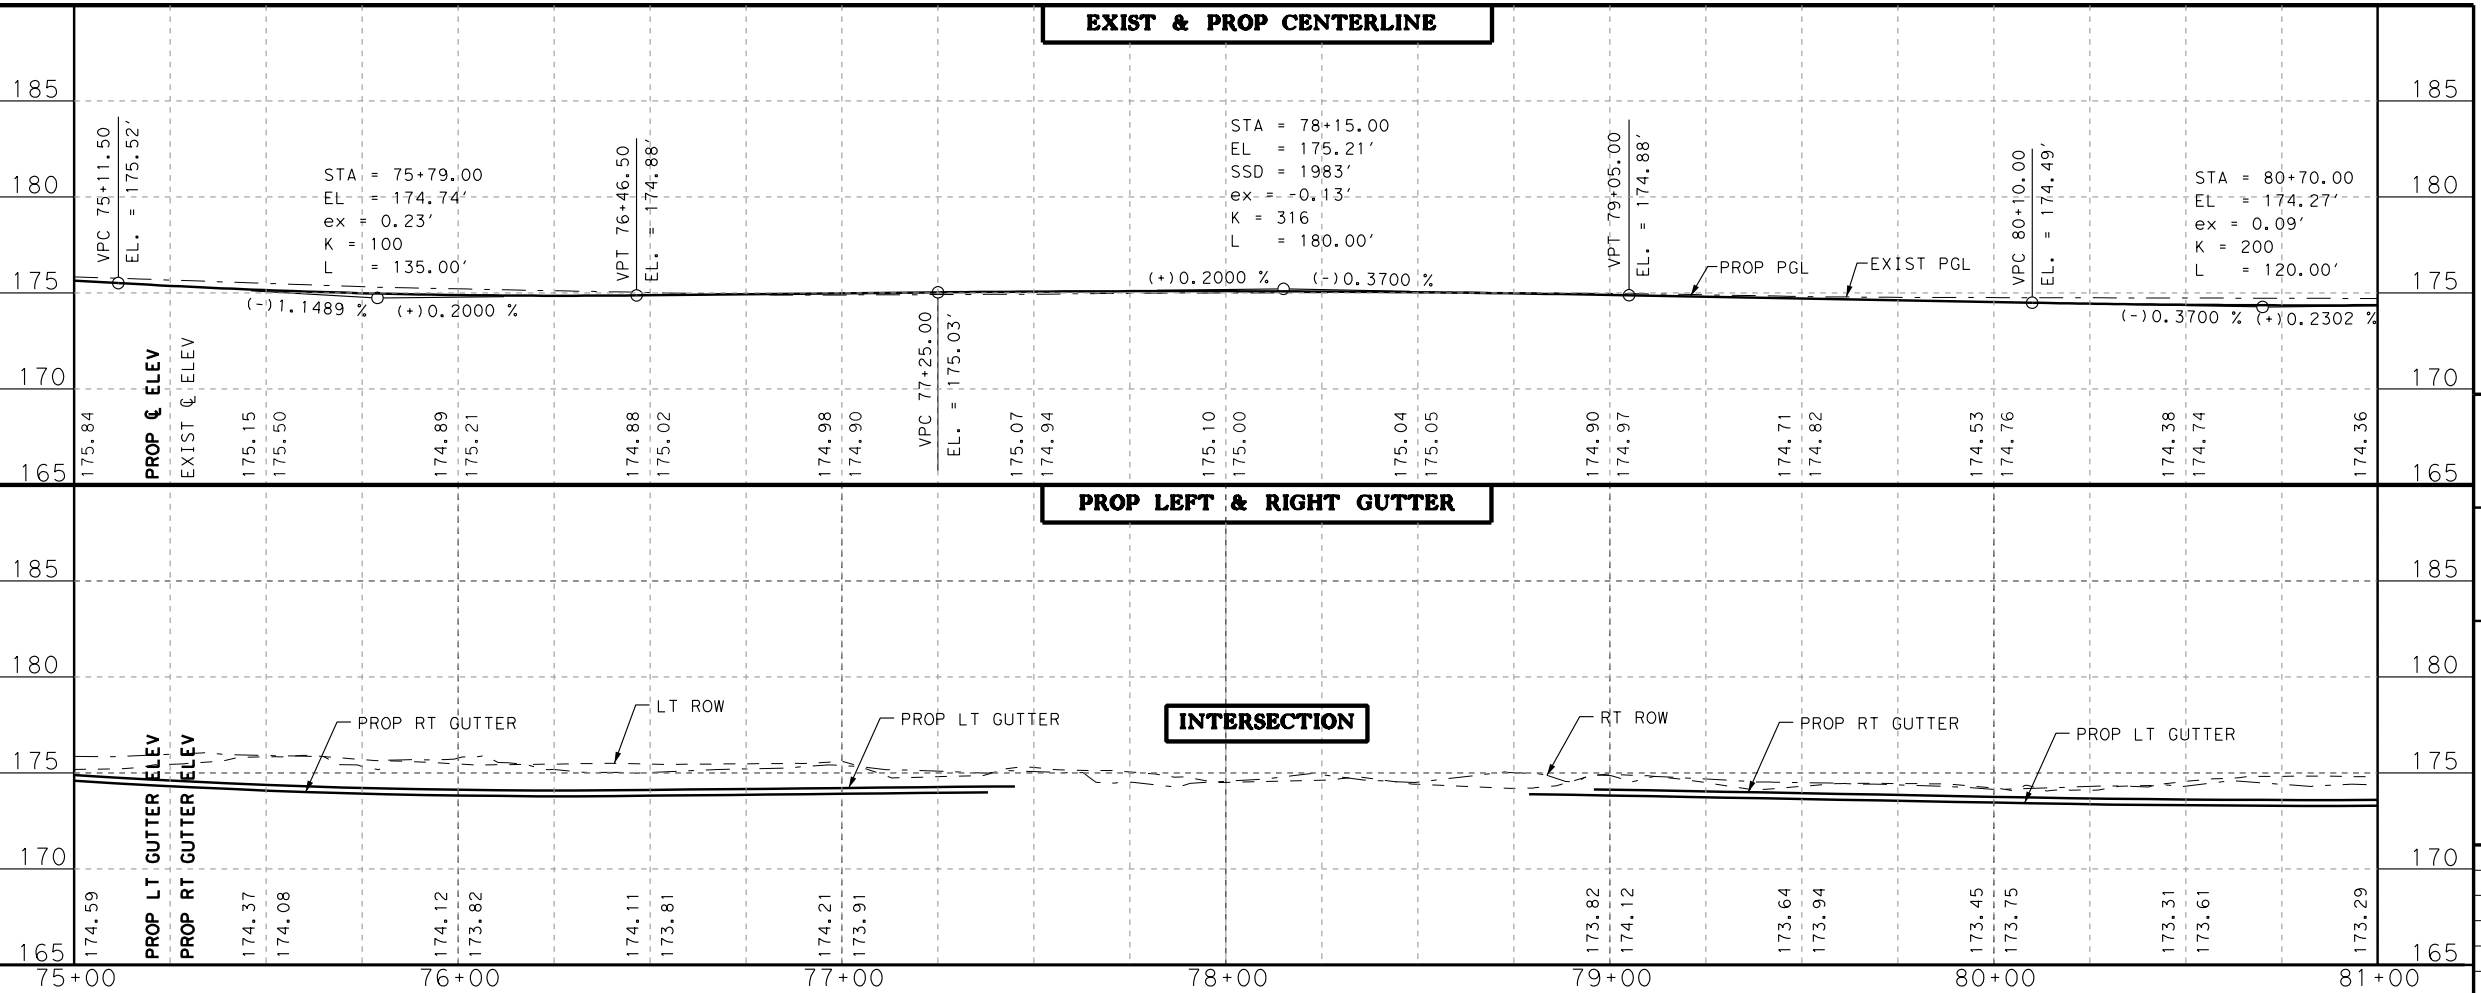 EXIST & PROP CENTERLINE
185
185
180
180
175
175
170
170
165
165
VPC 75+11.50
EL. = 175.52′
STA = 75+79.00
EL = 174.74′
ex = 0.23′
K = 100
L = 135.00′
(-)1.1489 %
(+)0.2000 %
VPT 76+46.50
EL. = 174.88′
VPC 77+25.00
EL. = 175.03′
STA = 78+15.00
EL = 175.21′
SSD = 1983′
ex = -0.13′
K = 316
L = 180.00′
(+)0.2000 %
(-)0.3700 %
VPT 79+05.00
EL. = 174.88′
PROP PGL
EXIST PGL
VPC 80+10.00
EL. = 174.49′
STA = 80+70.00
EL = 174.27′
ex = 0.09′
K = 200
L = 120.00′
(-)0.3700 %
(+)0.2302 %
175.84
PROP ℄ ELEV
EXIST ℄ ELEV
175.15
175.50
174.89
175.21
174.88
175.02
174.98
174.90
175.07
174.94
175.10
175.00
175.04
175.05
174.90
174.97
174.71
174.82
174.53
174.76
174.38
174.74
174.36
PROP LEFT & RIGHT GUTTER
185
185
180
180
175
175
170
170
165
165
PROP RT GUTTER
LT ROW
PROP LT GUTTER
INTERSECTION
RT ROW
PROP RT GUTTER
PROP LT GUTTER
174.59
PROP LT GUTTER ELEV
PROP RT GUTTER ELEV
174.37
174.08
174.12
173.82
174.11
173.81
174.21
173.91
173.82
174.12
173.64
173.94
173.45
173.75
173.31
173.61
173.29
75+00
76+00
77+00
78+00
79+00
80+00
81+00